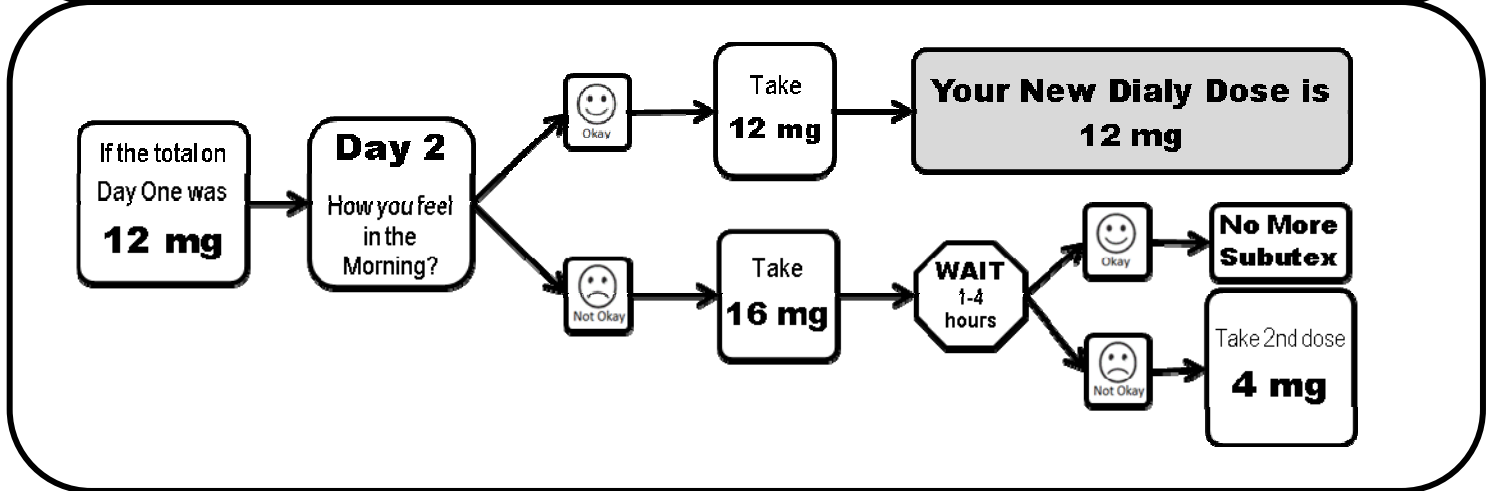 If the total on
Day One was
12 mg
Day 2
How you feel
in the
Morning?
Okay
Take
12 mg
Your New Dialy Dose is
12 mg
Not Okay
Take
16 mg
WAIT
1-4
hours
Okay
No More
Subutex
Not Okay
Take 2nd dose
4 mg